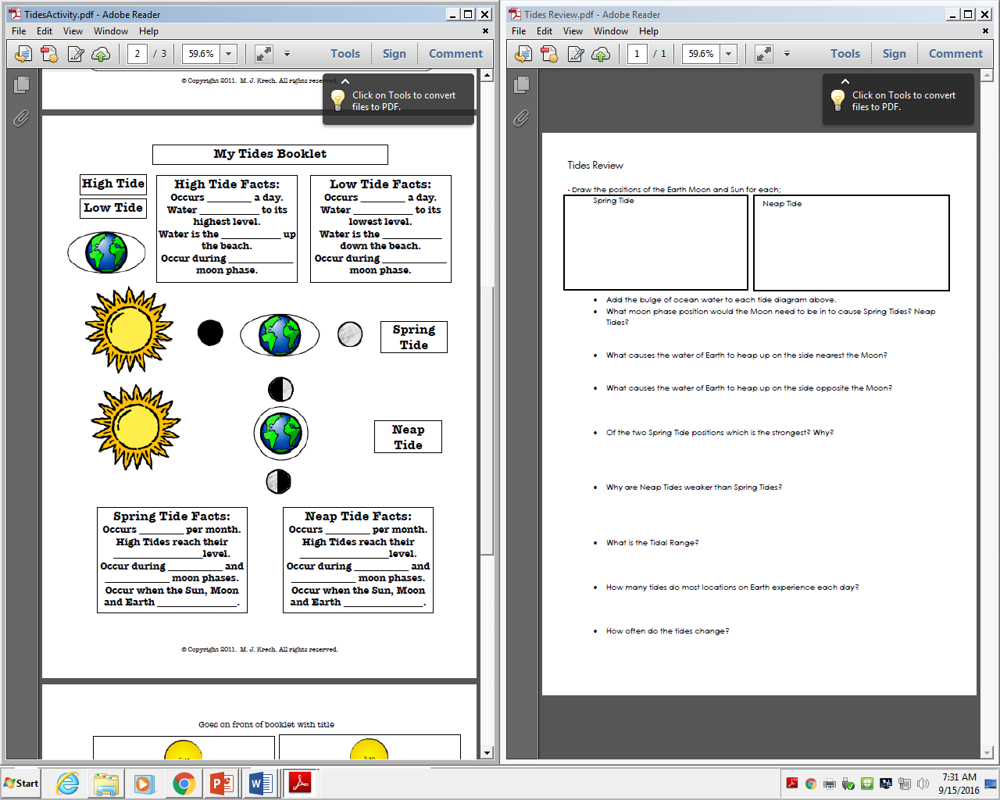 TidesActivity.pdf - Adobe Reader
File Edit View Window Help
2 / 3 59.6% Tools Sign Comment
© Copyright 2011. M. J. Krech. All rights reserved.
Click on Tools to convert
files to PDF.
My Tides Booklet
High Tide
Low Tide
High Tide Facts:
Occurs ________ a day.
Water ___________ to its
highest level.
Water is the ___________ up
the beach.
Occur during ____________
moon phase.
Low Tide Facts:
Occurs ________ a day.
Water ___________ to its
lowest level.
Water is the ___________
down the beach.
Occur during ____________
moon phase.
Spring
Tide
Neap
Tide
Spring Tide Facts:
Occurs ________ per month.
High Tides reach their
________________level.
Occur during __________ and
____________ moon phases.
Occur when the Sun, Moon
and Earth ______________.
Neap Tide Facts:
Occurs ________ per month.
High Tides reach their
________________level.
Occur during __________ and
____________ moon phases.
Occur when the Sun, Moon
and Earth ______________.
© Copyright 2011. M. J. Krech. All rights reserved.
Goes on front of booklet with title
Sun
Sun
Tides Review.pdf - Adobe Reader
File Edit View Window Help
1 / 1 59.6% Tools Sign Comment
Click on Tools to convert
files to PDF.
Tides Review
- Draw the positions of the Earth Moon and Sun for each;
Spring Tide
Neap Tide
• Add the bulge of ocean water to each tide diagram above.
• What moon phase position would the Moon need to be in to cause Spring Tides? Neap
Tides?
• What causes the water of Earth to heap up on the side nearest the Moon?
• What causes the water of Earth to heap up on the side opposite the Moon?
• Of the two Spring Tide positions which is the strongest? Why?
• Why are Neap Tides weaker than Spring Tides?
• What is the Tidal Range?
• How many tides do most locations on Earth experience each day?
• How often do the tides change?
Start
7:31 AM
9/15/2016